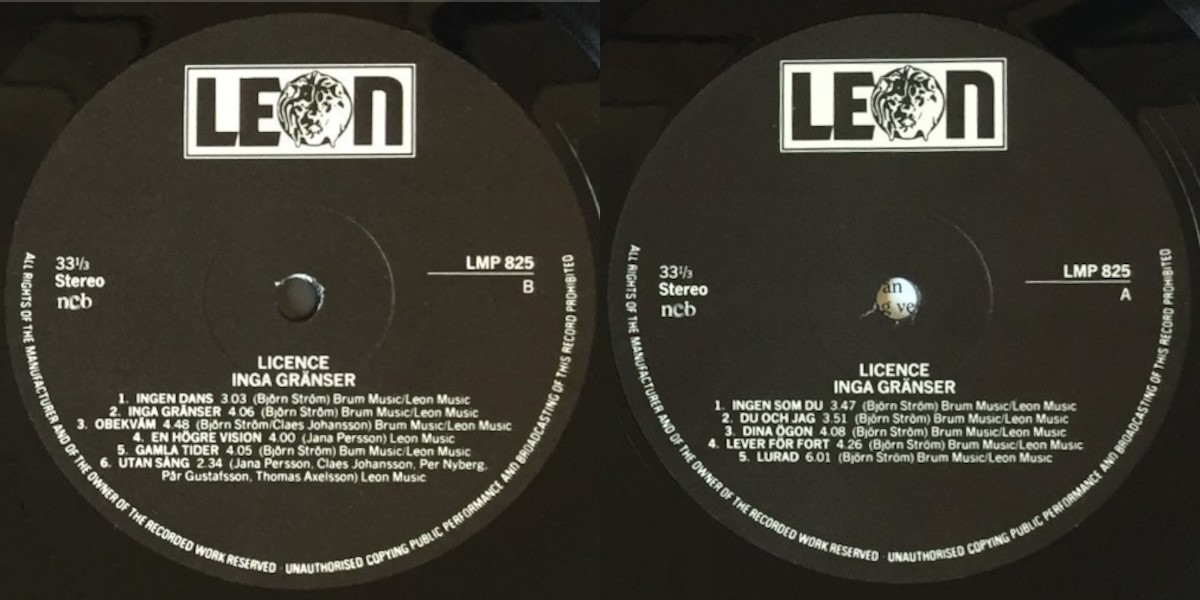 LEON
33⅓
Stereo
ncb
LMP 825
B
LICENCE
INGA GRÄNSER
1. INGEN DANS 3.03 (Björn Ström) Brum Music/Leon Music
2. INGA GRÄNSER 4.06 (Björn Ström) Brum Music/Leon Music
3. OBEKVÄM 4.48 (Björn Ström/Claes Johansson) Brum Music/Leon Music
4. EN HÖGRE VISION 4.00 (Jana Persson) Leon Music
5. GAMLA TIDER 4.05 (Björn Ström) Bum Music/Leon Music
6. UTAN SÅNG 2.34 (Jana Persson, Claes Johansson, Per Nyberg,
Pär Gustafsson, Thomas Axelsson) Leon Music
ALL RIGHTS OF THE MANUFACTURER AND OF THE OWNER OF THE RECORDED WORK RESERVED · UNAUTHORISED COPYING PUBLIC PERFORMANCE AND BROADCASTING OF THIS RECORD PROHIBITED
LEON
33⅓
Stereo
ncb
LMP 825
A
an
g ve
LICENCE
INGA GRÄNSER
1. INGEN SOM DU 3.47 (Björn Ström) Brum Music/Leon Music
2. DU OCH JAG 3.51 (Björn Ström) Brum Music/Leon Music
3. DINA ÖGON 4.08 (Björn Ström) Brum Music/Leon Music
4. LEVER FÖR FORT 4.26 (Björn Ström) Brum Music/Leon Music
5. LURAD 6.01 (Björn Ström) Brum Music/Leon Music
ALL RIGHTS OF THE MANUFACTURER AND OF THE OWNER OF THE RECORDED WORK RESERVED · UNAUTHORISED COPYING PUBLIC PERFORMANCE AND BROADCASTING OF THIS RECORD PROHIBITED